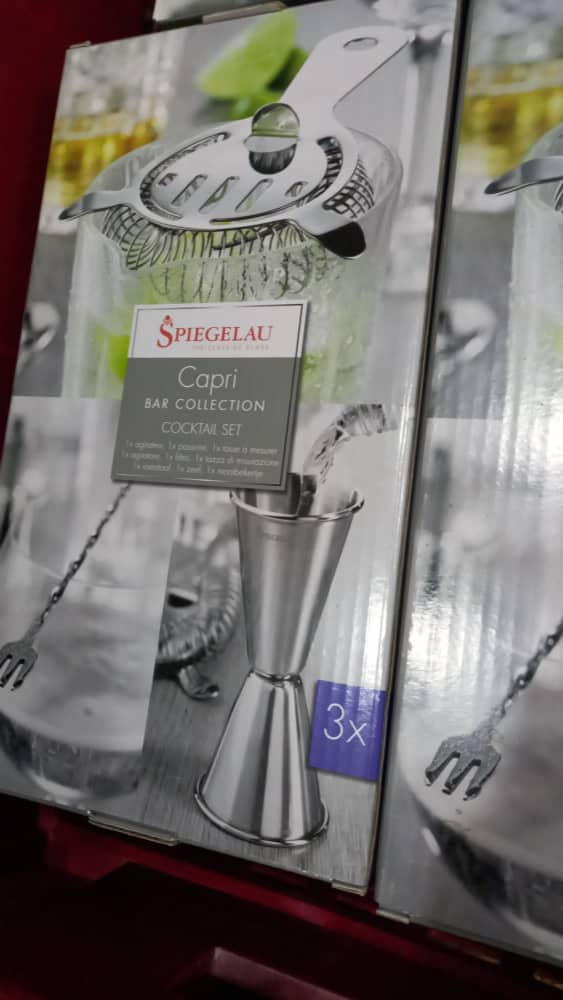 SPIEGELAU
THE CLASS OF GLASS
Capri
BAR COLLECTION
COCKTAIL SET
1x agitateur, 1x passoire, 1x tasse à mesurer
1x agitatore, 1x filtro, 1x tazza di misurazione
1x roerstaaf, 1x zeef, 1x maatbekertje
3x